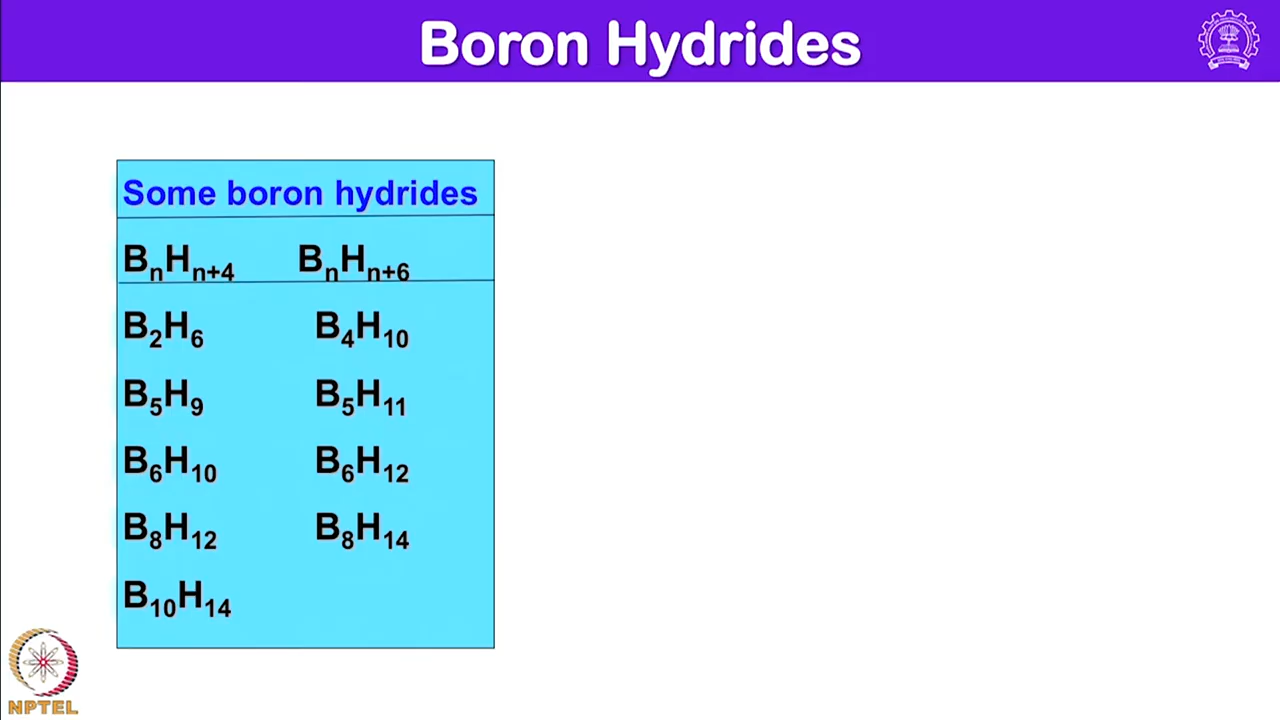 Boron Hydrides
Some boron hydrides
BₙHₙ₊₄ BₙHₙ₊₆
B₂H₆ B₄H₁₀
B₅H₉ B₅H₁₁
B₆H₁₀ B₆H₁₂
B₈H₁₂ B₈H₁₄
B₁₀H₁₄
NPTEL